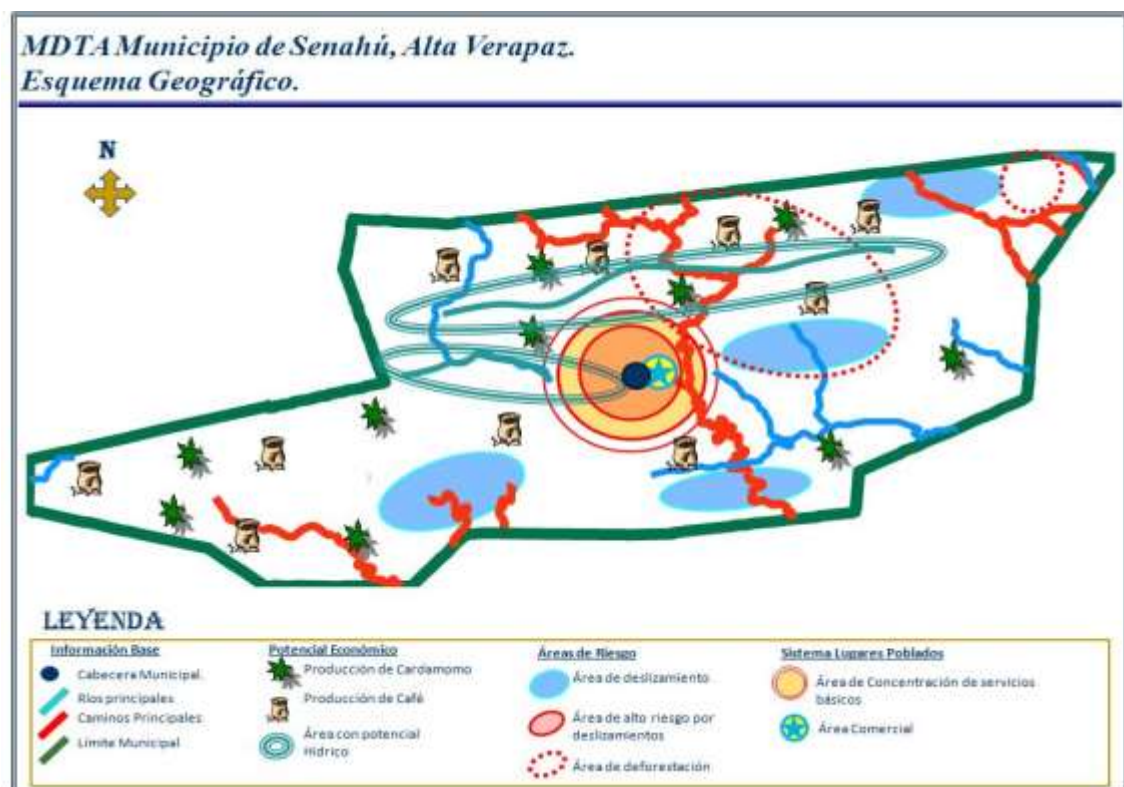 MDTA Municipio de Senahú, Alta Verapaz.
Esquema Geográfico.
N
LEYENDA
Información Base
Cabecera Municipal.
Ríos principales
Caminos Principales
Límite Municipal
Potencial Económico
Producción de Cardamomo
Producción de Café
Área con potencial
Hídrico
Áreas de Riesgo
Área de deslizamiento
Área de alto riesgo por
deslizamientos
Área de deforestación
Sistema Lugares Poblados
Área de Concentración de servicios
básicos
Área Comercial